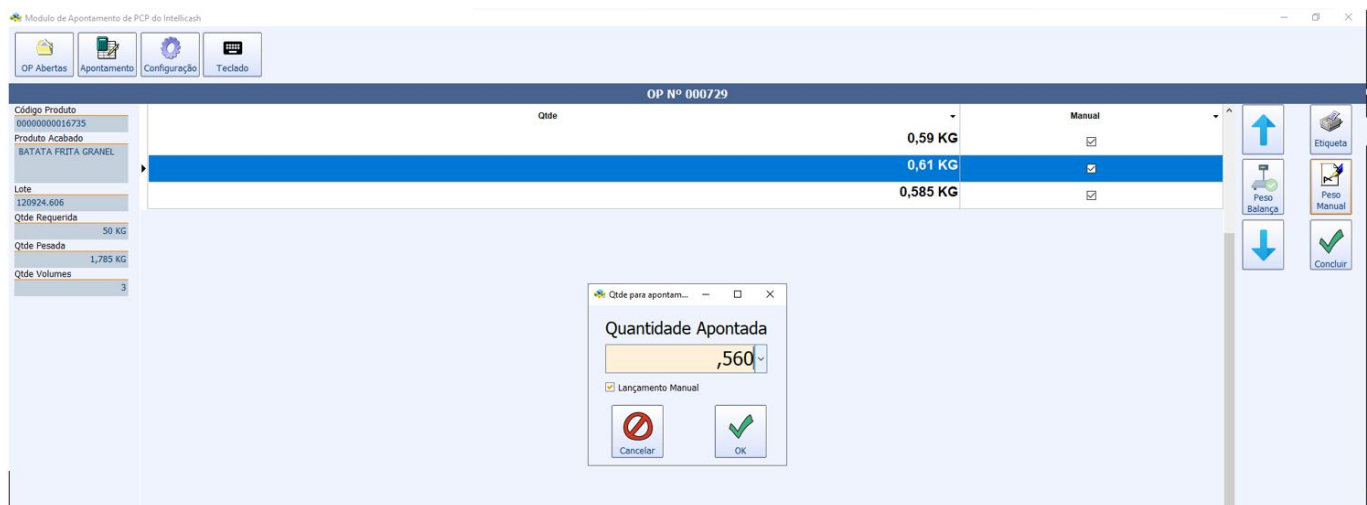 Modulo de Apontamento de PCP do Intellicash
OP Abertas
Apontamento
Configuração
Teclado
OP Nº 000729
Código Produto
00000000016735
Produto Acabado
BATATA FRITA GRANEL
Lote
120924.606
Qtde Requerida
50 KG
Qtde Pesada
1,785 KG
Qtde Volumes
3
Qtde
Manual
0,59 KG
0,61 KG
0,585 KG
Etiqueta
Peso
Balança
Peso
Manual
Concluir
Qtde para apontam...
Quantidade Apontada
,560
Lançamento Manual
Cancelar
OK